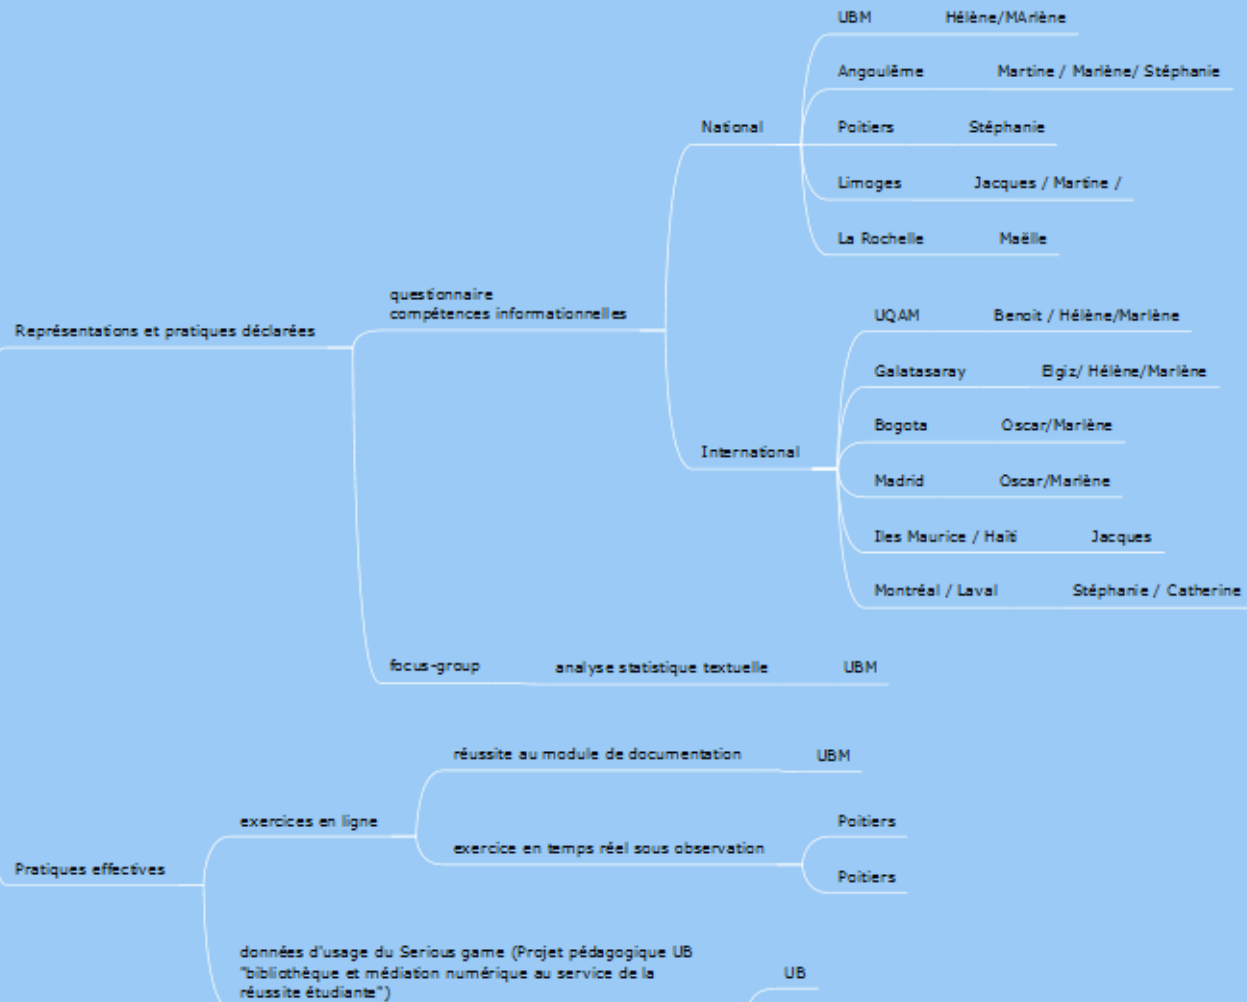 UBM Hélène/MArlène
Angoulême Martine / Marlène/ Stéphanie
National Poitiers Stéphanie
Limoges Jacques / Martine /
La Rochelle Maëlle
questionnaire
compétences informationnelles
Représentations et pratiques déclarées
UQAM Benoit / Hélène/Marlène
Galatasaray Elgiz/ Hélène/Marlène
Bogota Oscar/Marlène
International
Madrid Oscar/Marlène
Iles Maurice / Haïti Jacques
Montréal / Laval Stéphanie / Catherine
focus-group analyse statistique textuelle UBM
réussite au module de documentation UBM
exercices en ligne
Poitiers
exercice en temps réel sous observation
Poitiers
Pratiques effectives
données d'usage du Serious game (Projet pédagogique UB
"bibliothèque et médiation numérique au service de la
réussite étudiante")
UB